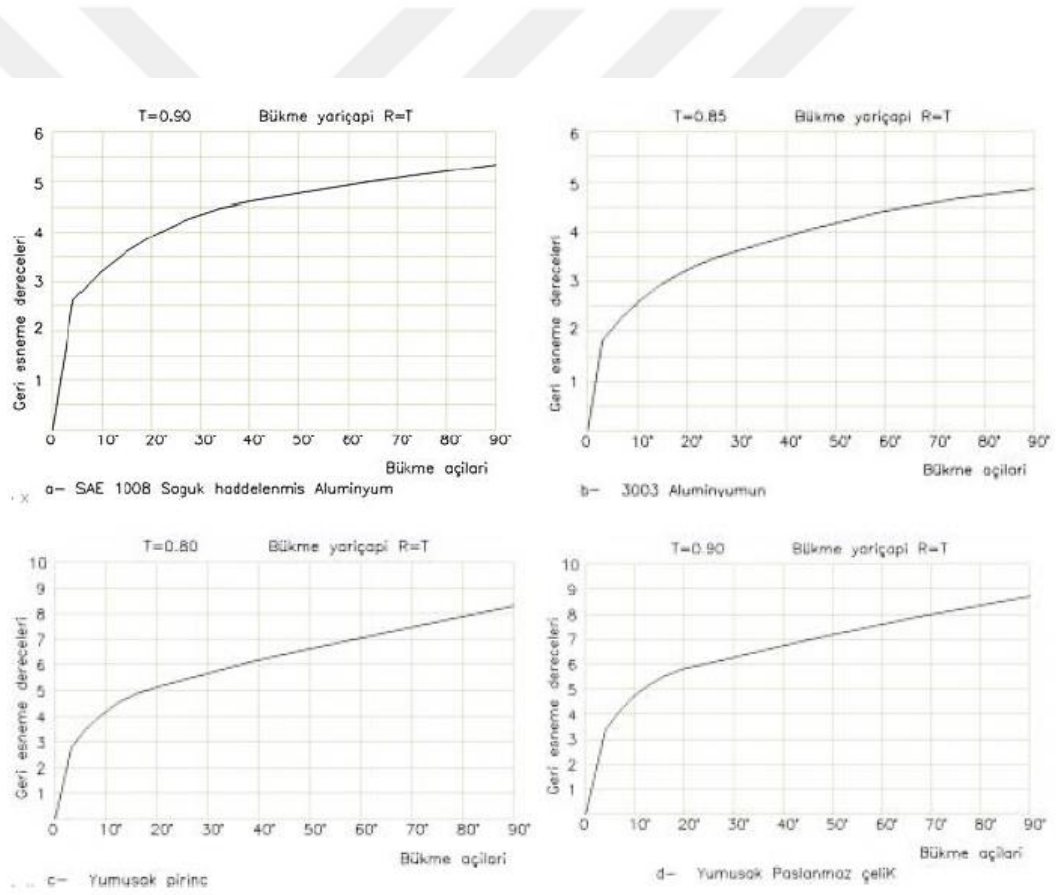 T=0.90 Bükme yariçapi R=T
6
5
4
3
2
1
Geri esneme dereceleri
0 10° 20° 30° 40° 50° 60° 70° 80° 90°
Bükme açilari
a- SAE 1008 Soguk haddelenmis Aluminyum
T=0.85 Bükme yariçapi R=T
6
5
4
3
2
1
Geri esneme dereceleri
0 10° 20° 30° 40° 50° 60° 70° 80° 90°
Bükme açilari
b- 3003 Aluminyumun
T=0.80 Bükme yariçapi R=T
10
9
8
7
6
5
4
3
2
1
Geri esneme dereceleri
0 10° 20° 30° 40° 50° 60° 70° 80° 90°
Bükme açilari
c- Yumusak pirinc
T=0.90 Bükme yariçapi R=T
10
9
8
7
6
5
4
3
2
1
Geri esneme dereceleri
0 10° 20° 30° 40° 50° 60° 70° 80° 90°
Bükme açilari
d- Yumusak Paslanmaz çeliK